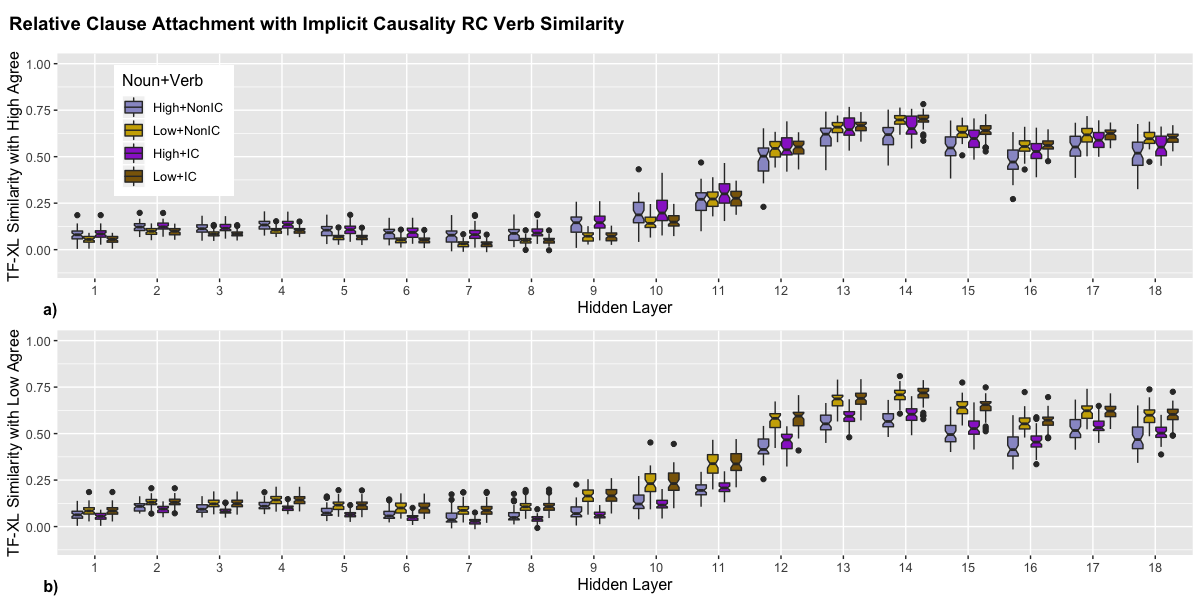 Relative Clause Attachment with Implicit Causality RC Verb Similarity
TF-XL Similarity with High Agree
1.00
0.75
0.50
0.25
0.00
Noun+Verb
High+NonIC
Low+NonIC
High+IC
Low+IC
1 2 3 4 5 6 7 8 9 10 11 12 13 14 15 16 17 18
Hidden Layer
a)
TF-XL Similarity with Low Agree
1.00
0.75
0.50
0.25
0.00
1 2 3 4 5 6 7 8 9 10 11 12 13 14 15 16 17 18
Hidden Layer
b)